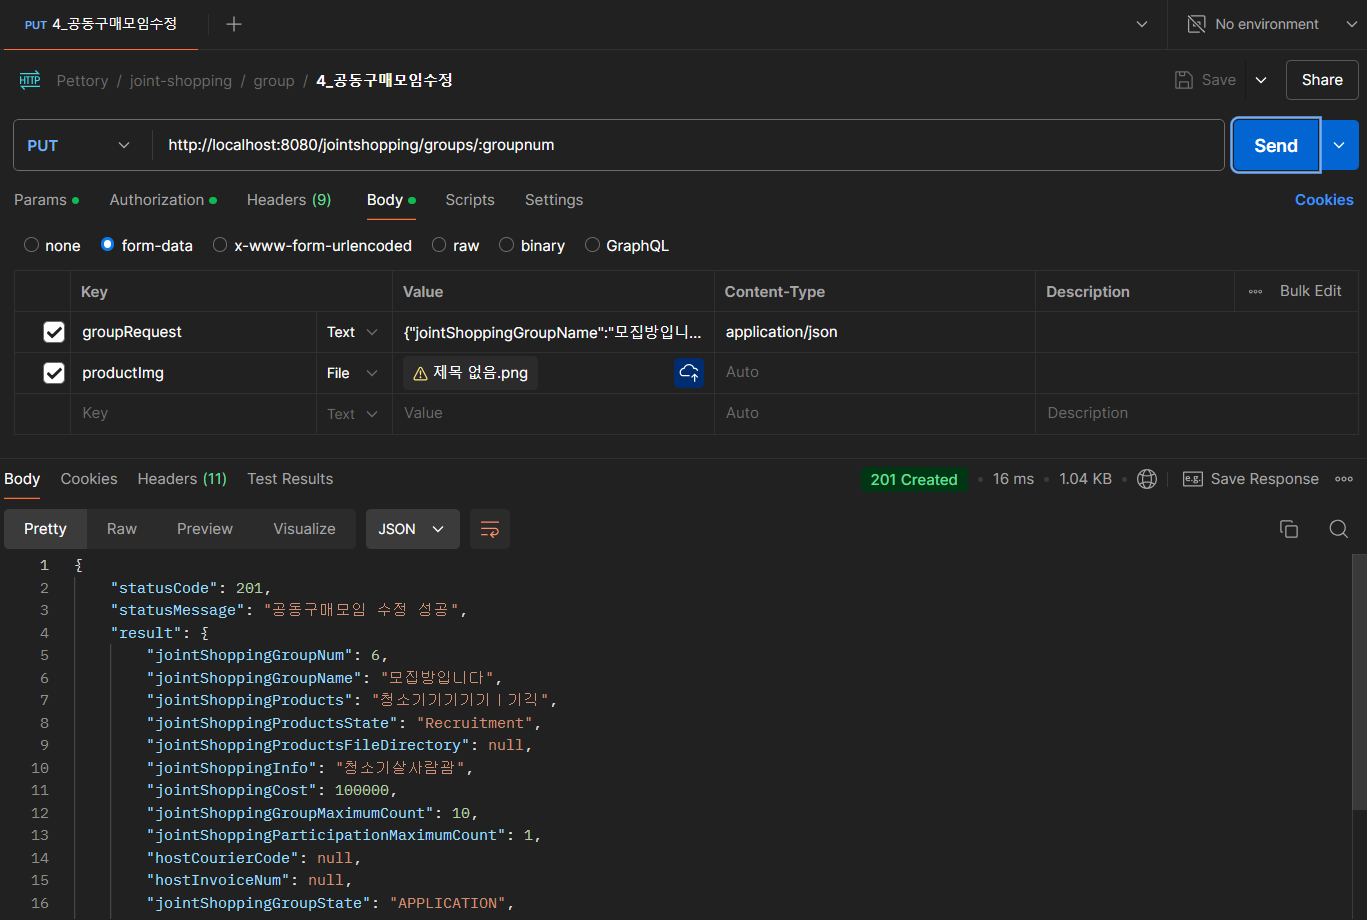 PUT 4_공동구매모임수정
No environment
HTTP Pettory / joint-shopping / group / 4_공동구매모임수정
Save
Share
PUT
http://localhost:8080/jointshopping/groups/:groupnum
Send
Params Authorization Headers (9) Body Scripts Settings
Cookies
none form-data x-www-form-urlencoded raw binary GraphQL
Key Value Content-Type Description Bulk Edit
groupRequest Text {"jointShoppingGroupName":"모집방입니... application/json
productImg File 제목 없음.png Auto
Key Text Value Auto Description
Body Cookies Headers (11) Test Results
201 Created 16 ms 1.04 KB e.g. Save Response
Pretty Raw Preview Visualize JSON
1 {
2 "statusCode": 201,
3 "statusMessage": "공동구매모임 수정 성공",
4 "result": {
5 "jointShoppingGroupNum": 6,
6 "jointShoppingGroupName": "모집방입니다",
7 "jointShoppingProducts": "청소기기기기기ㅣ기긱",
8 "jointShoppingProductsState": "Recruitment",
9 "jointShoppingProductsFileDirectory": null,
10 "jointShoppingInfo": "청소기살사람괌",
11 "jointShoppingCost": 100000,
12 "jointShoppingGroupMaximumCount": 10,
13 "jointShoppingParticipationMaximumCount": 1,
14 "hostCourierCode": null,
15 "hostInvoiceNum": null,
16 "jointShoppingGroupState": "APPLICATION",